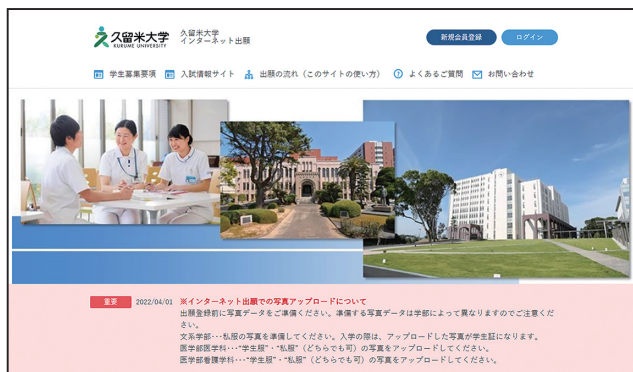 久留米大学
KURUME UNIVERSITY
久留米大学
インターネット出願
新規会員登録
ログイン
学生募集要項
入試情報サイト
出願の流れ（このサイトの使い方）
よくあるご質問
お問い合わせ
重要 2022/04/01 ※インターネット出願での写真アップロードについて
出願登録前に写真データをご準備ください。準備する写真データは学部によって異なりますのでご注意くだ
さい。
文系学部･･･私服の写真を準備してください。入学の際は、アップロードした写真が学生証になります。
医学部医学科･･･“学生服”・“私服”（どちらでも可）の写真をアップロードしてください。
医学部看護学科･･･“学生服”・“私服”（どちらでも可）の写真をアップロードしてください。